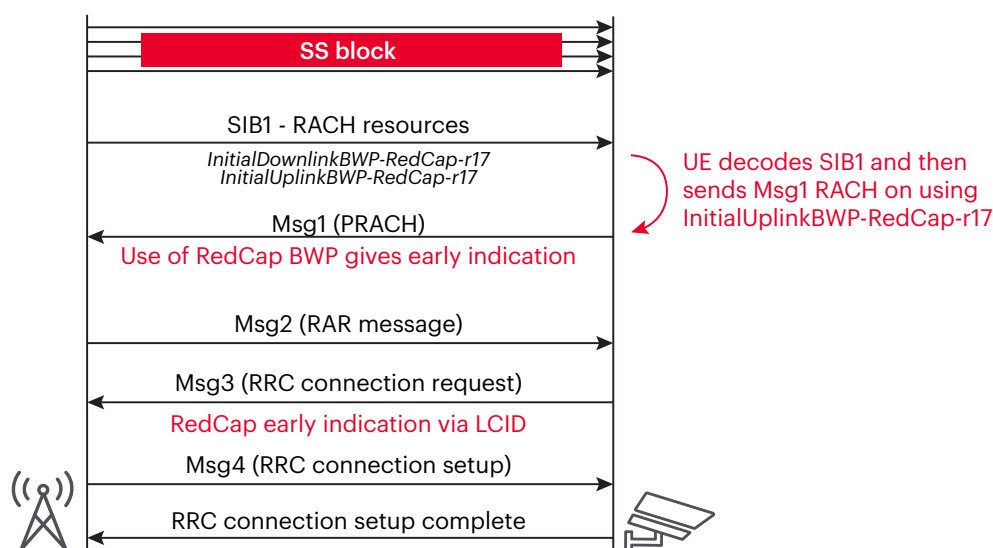 SS block
SIB1 - RACH resources
InitialDownlinkBWP-RedCap-r17
InitialUplinkBWP-RedCap-r17
UE decodes SIB1 and then
sends Msg1 RACH on using
InitialUplinkBWP-RedCap-r17
Msg1 (PRACH)
Use of RedCap BWP gives early indication
Msg2 (RAR message)
Msg3 (RRC connection request)
RedCap early indication via LCID
Msg4 (RRC connection setup)
RRC connection setup complete